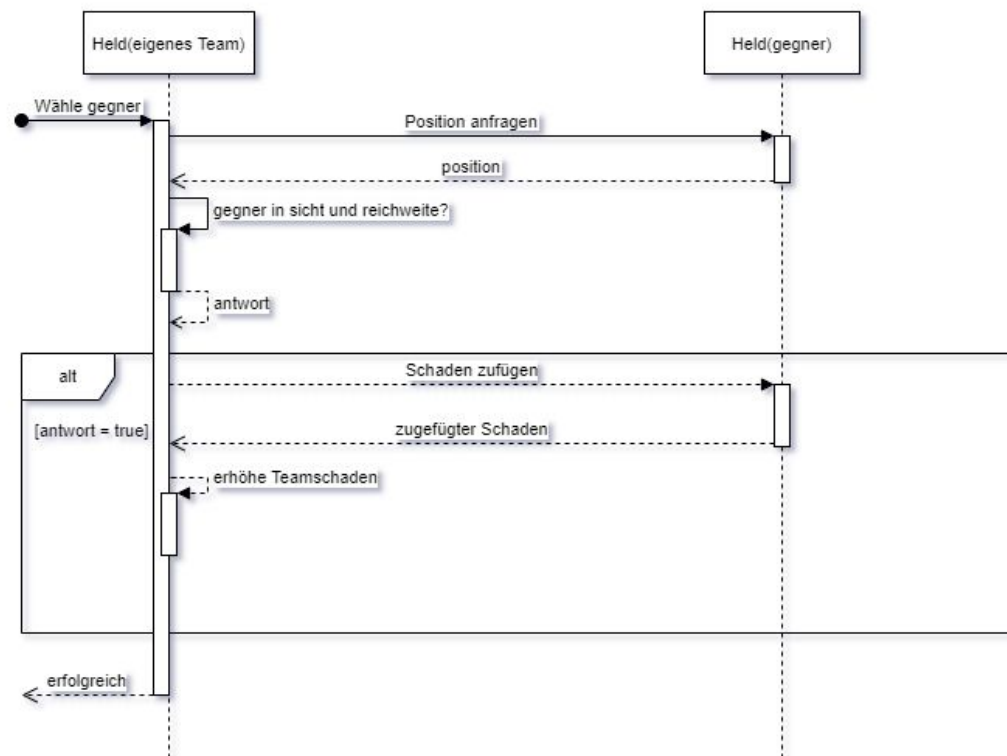 Held(eigenes Team)
Held(gegner)
Wähle gegner
Position anfragen
position
gegner in sicht und reichweite?
antwort
alt
Schaden zufügen
[antwort = true]
zugefügter Schaden
erhöhe Teamschaden
erfolgreich